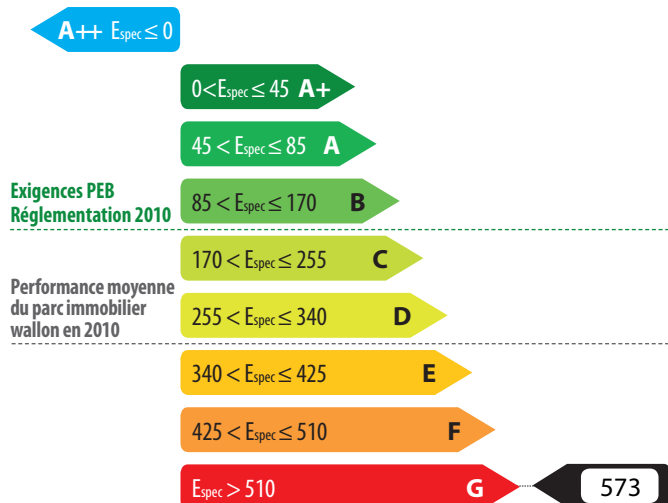 A++ Espec ≤ 0
0<Espec ≤ 45 A+
45 < Espec ≤ 85 A
Exigences PEB
Réglementation 2010
85 < Espec ≤ 170 B
170 < Espec ≤ 255 C
Performance moyenne
du parc immobilier
wallon en 2010
255 < Espec ≤ 340 D
340 < Espec ≤ 425 E
425 < Espec ≤ 510 F
Espec > 510 G 573